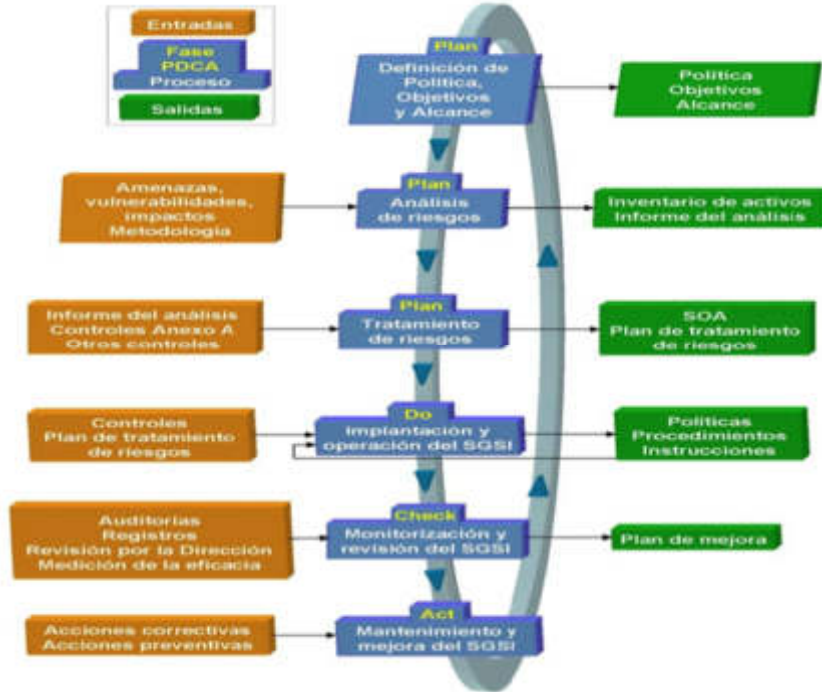 Entradas
Fase
PDCA
Proceso
Salidas
Plan
Definición de
Política,
Objetivos
y Alcance
Política
Objetivos
Alcance
Amenazas,
vulnerabilidades,
impactos
Metodología
Plan
Análisis
de riesgos
Inventario de activos
Informe del análisis
Informe del análisis
Controles Anexo A
Otros controles
Plan
Tratamiento
de riesgos
SOA
Plan de tratamiento
de riesgos
Controles
Plan de tratamiento
de riesgos
Do
Implantación y
operación del SGSI
Políticas
Procedimientos
Instrucciones
Auditorías
Registros
Revisión por la Dirección
Medición de la eficacia
Check
Monitorización y
revisión del SGSI
Plan de mejora
Acciones correctivas
Acciones preventivas
Act
Mantenimiento y
mejora del SGSI